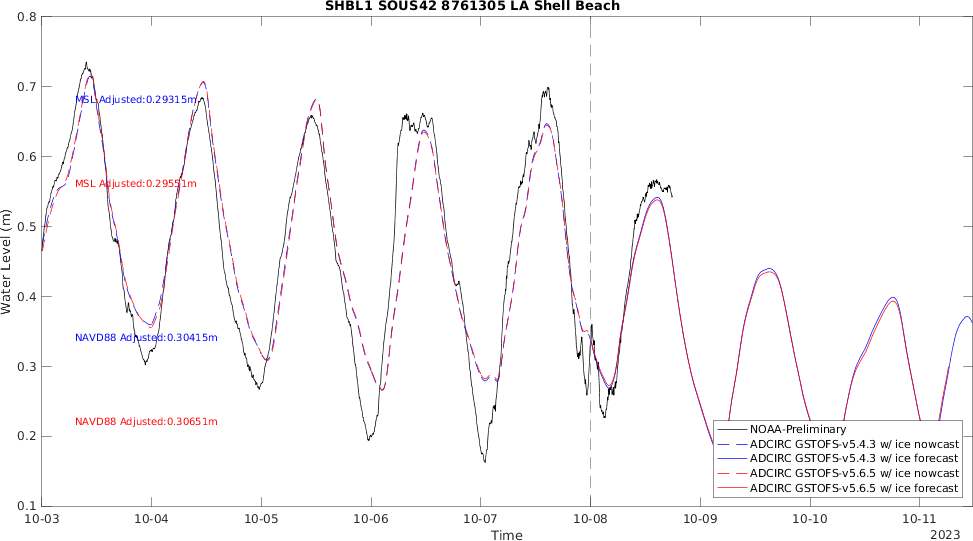 SHBL1 SOUS42 8761305 LA Shell Beach
0.8
0.7
0.6
0.5
0.4
0.3
0.2
0.1
Water Level (m)
MSL Adjusted:0.29315m
MSL Adjusted:0.29551m
NAVD88 Adjusted:0.30415m
NAVD88 Adjusted:0.30651m
NOAA-Preliminary
ADCIRC GSTOFS-v5.4.3 w/ ice nowcast
ADCIRC GSTOFS-v5.4.3 w/ ice forecast
ADCIRC GSTOFS-v5.6.5 w/ ice nowcast
ADCIRC GSTOFS-v5.6.5 w/ ice forecast
10-03 10-04 10-05 10-06 10-07 10-08 10-09 10-10 10-11
Time
2023